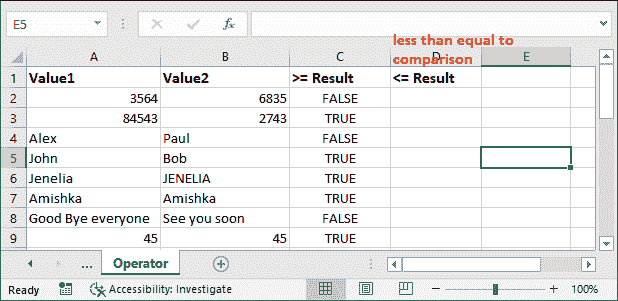 E5
fx
less than equal to
comparison
A B C D E
1 Value1 Value2 >= Result <= Result
2 3564 6835 FALSE
3 84543 2743 TRUE
4 Alex Paul FALSE
5 John Bob TRUE
6 Jenelia JENELIA TRUE
7 Amishka Amishka TRUE
8 Good Bye everyone See you soon FALSE
9 45 45 TRUE
... Operator
Ready Accessibility: Investigate 100%